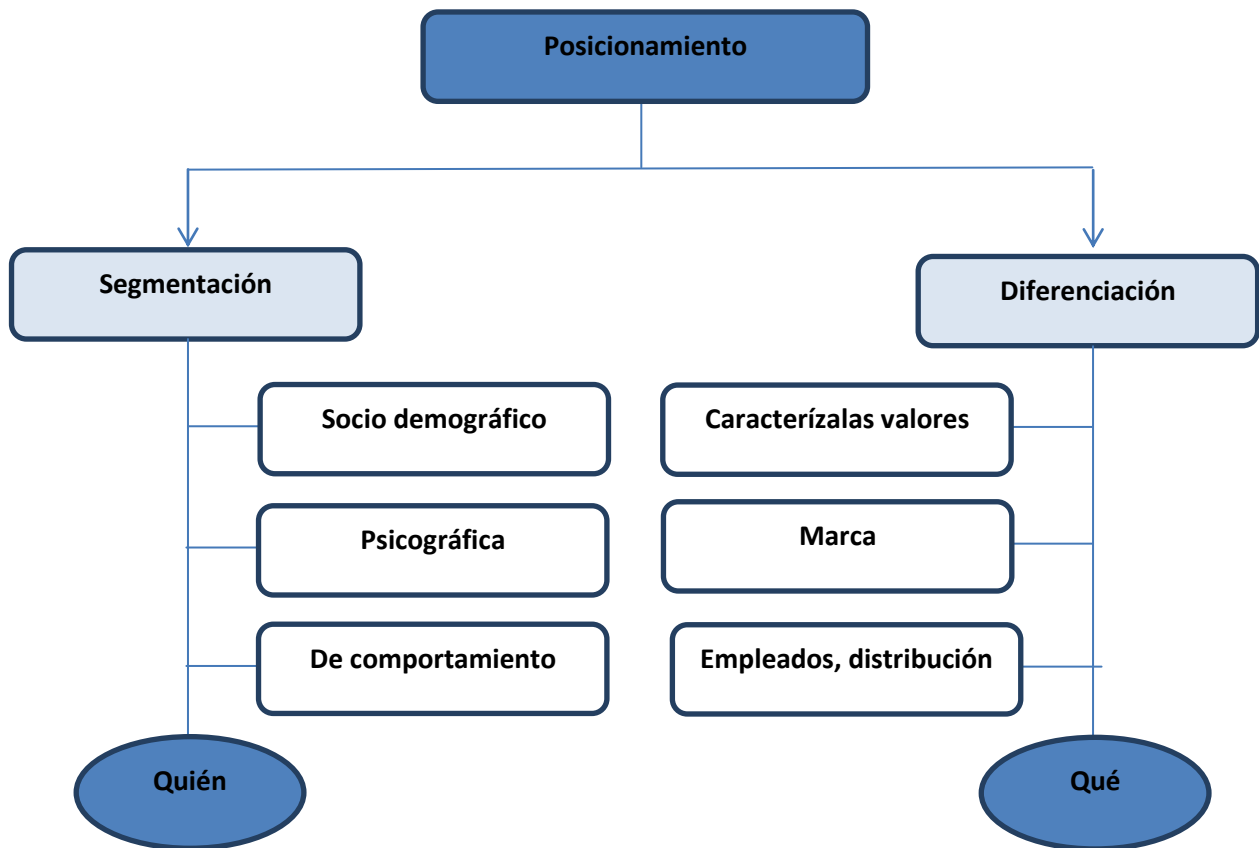 Posicionamiento
Segmentación
Diferenciación
Socio demográfico
Caracterízalas valores
Psicográfica
Marca
De comportamiento
Empleados, distribución
Quién
Qué